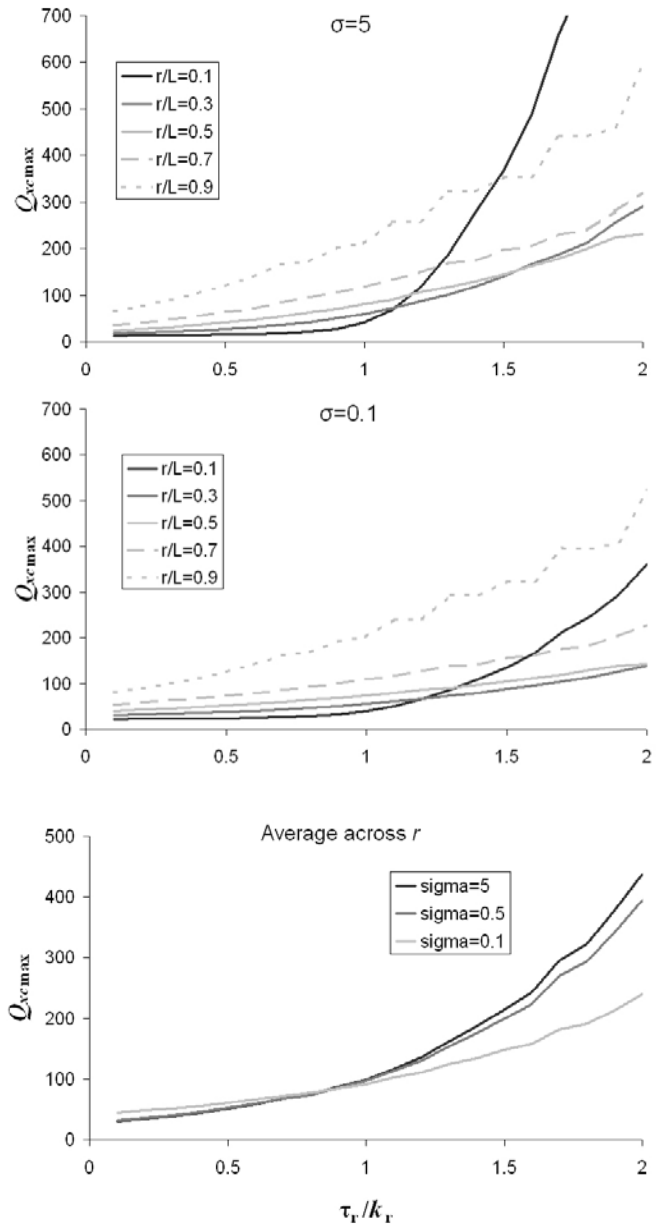 σ=5
700
600
500
400
300
200
100
0
Qxcmax
r/L=0.1
r/L=0.3
r/L=0.5
r/L=0.7
r/L=0.9
0 0.5 1 1.5 2
σ=0.1
700
600
500
400
300
200
100
0
Qxcmax
r/L=0.1
r/L=0.3
r/L=0.5
r/L=0.7
r/L=0.9
0 0.5 1 1.5 2
Average across r
500
400
300
200
100
0
Qxcmax
sigma=5
sigma=0.5
sigma=0.1
0 0.5 1 1.5 2
τr/kr